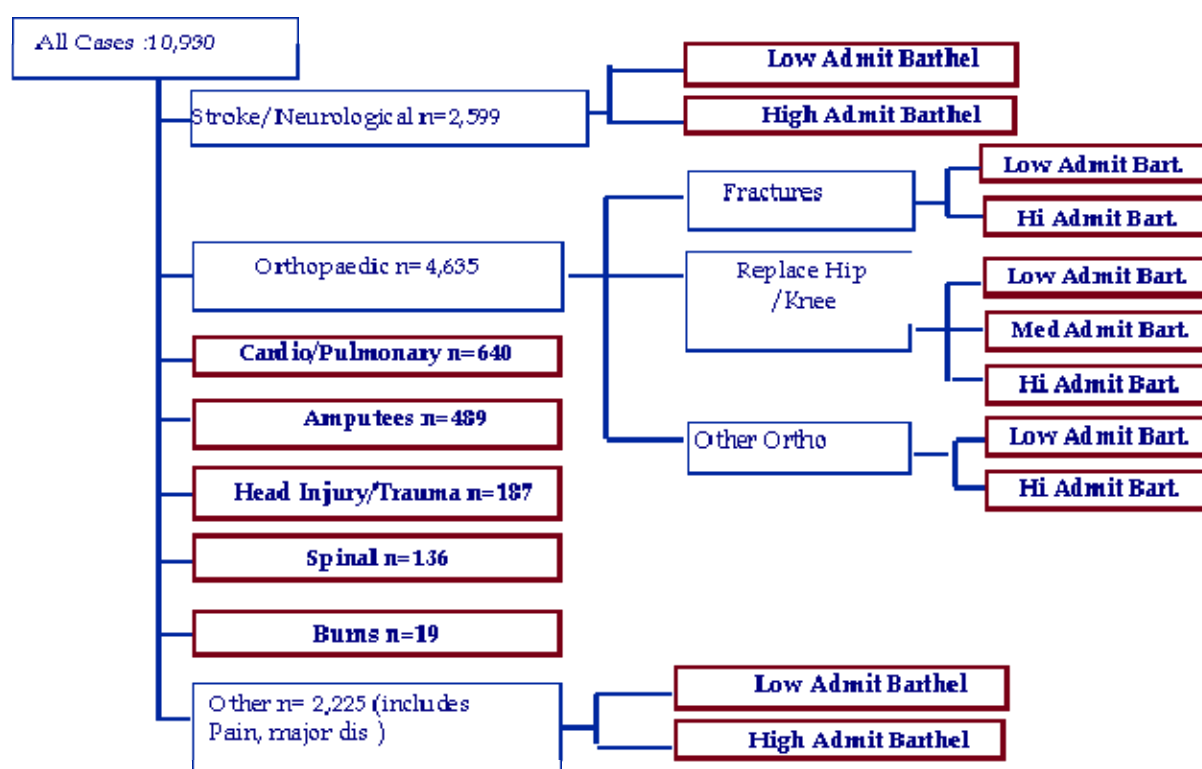 All Cases :10,930
Stroke/Neurological n=2,599
Low Admit Barthel
High Admit Barthel
Orthopaedic n=4,635
Fractures
Low Admit Bart.
Hi Admit Bart.
Replace Hip
/Knee
Low Admit Bart.
Med Admit Bart.
Hi Admit Bart.
Other Ortho
Low Admit Bart.
Hi Admit Bart.
Cardio/Pulmonary n=640
Amputees n=489
Head Injury/Trauma n=187
Spinal n=136
Burns n=19
Other n= 2,225 (includes
Pain, major dis )
Low Admit Barthel
High Admit Barthel